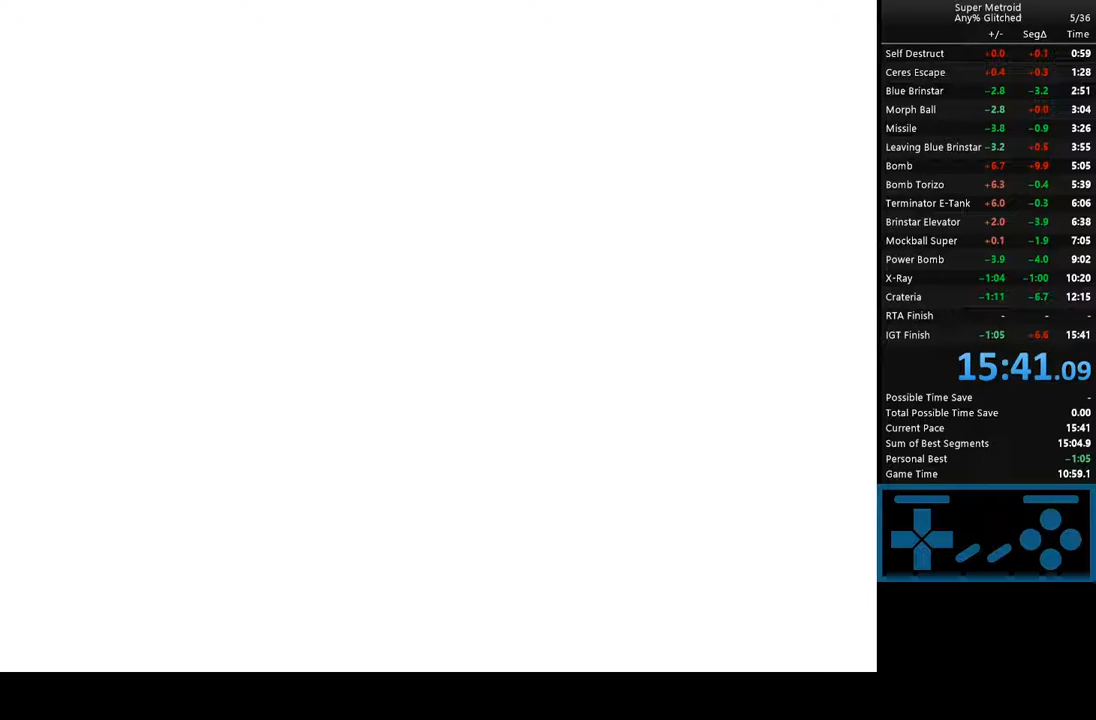 Super Metroid
Any% Glitched 5/36
+/- SegΔ Time
Self Destruct +0.0 +0.1 0:59
Ceres Escape +0.4 +0.3 1:28
Blue Brinstar −2.8 −3.2 2:51
Morph Ball −2.8 +0.0 3:04
Missile −3.8 −0.9 3:26
Leaving Blue Brinstar −3.2 +0.5 3:55
Bomb +6.7 +9.9 5:05
Bomb Torizo +6.3 −0.4 5:39
Terminator E-Tank +6.0 −0.3 6:06
Brinstar Elevator +2.0 −3.9 6:38
Mockball Super +0.1 −1.9 7:05
Power Bomb −3.9 −4.0 9:02
X-Ray −1:04 −1:00 10:20
Crateria −1:11 −6.7 12:15
RTA Finish - - -
IGT Finish −1:05 +6.6 15:41
15:41.09
Possible Time Save -
Total Possible Time Save 0.00
Current Pace 15:41
Sum of Best Segments 15:04.9
Personal Best −1:05
Game Time 10:59.1